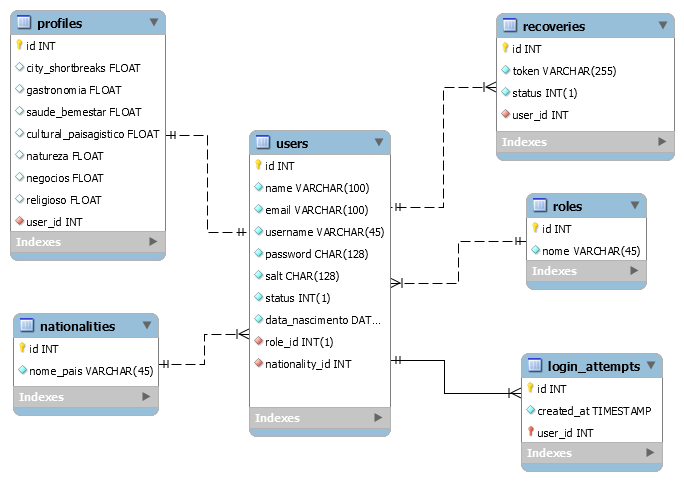 profiles
id INT
city_shortbreaks FLOAT
gastronomia FLOAT
saude_bemestar FLOAT
cultural_paisagistico FLOAT
natureza FLOAT
negocios FLOAT
religioso FLOAT
user_id INT
Indexes
nationalities
id INT
nome_pais VARCHAR(45)
Indexes
users
id INT
name VARCHAR(100)
email VARCHAR(100)
username VARCHAR(45)
password CHAR(128)
salt CHAR(128)
status INT(1)
data_nascimento DAT...
role_id INT(1)
nationality_id INT
Indexes
recoveries
id INT
token VARCHAR(255)
status INT(1)
user_id INT
Indexes
roles
id INT
nome VARCHAR(45)
Indexes
login_attempts
id INT
created_at TIMESTAMP
user_id INT
Indexes